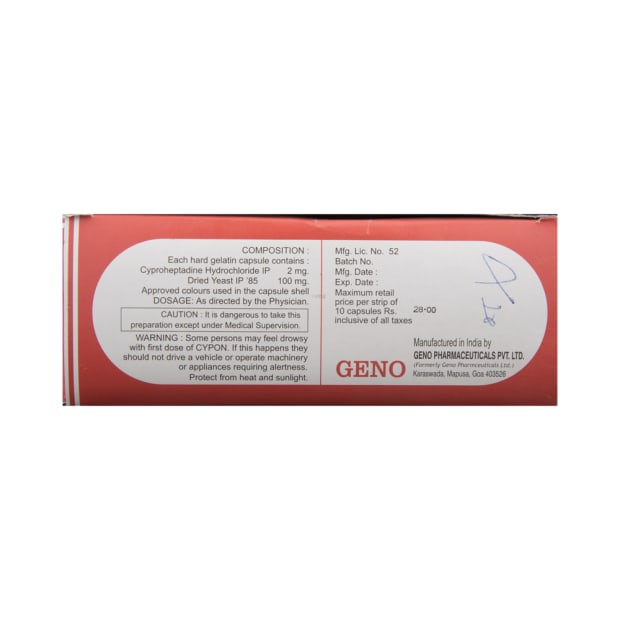 COMPOSITION :
Each hard gelatin capsule contains :
Cyproheptadine Hydrochloride IP 2 mg.
Dried Yeast IP '85 100 mg.
Approved colours used in the capsule shell
DOSAGE: As directed by the Physician.
CAUTION : It is dangerous to take this
preparation except under Medical Supervision.
WARNING : Some persons may feel drowsy
with first dose of CYPON. If this happens they
should not drive a vehicle or operate machinery
or appliances requiring alertness.
Protect from heat and sunlight.
Mfg. Lic. No. 52
Batch No.
Mfg. Date :
Exp. Date :
Maximum retail
price per strip of
10 capsules Rs. 28-00
inclusive of all taxes
GENO
Manufactured in India by
GENO PHARMACEUTICALS PVT. LTD.
(Formerly Geno Pharmaceuticals Ltd.)
Karaswada, Mapusa, Goa 403526